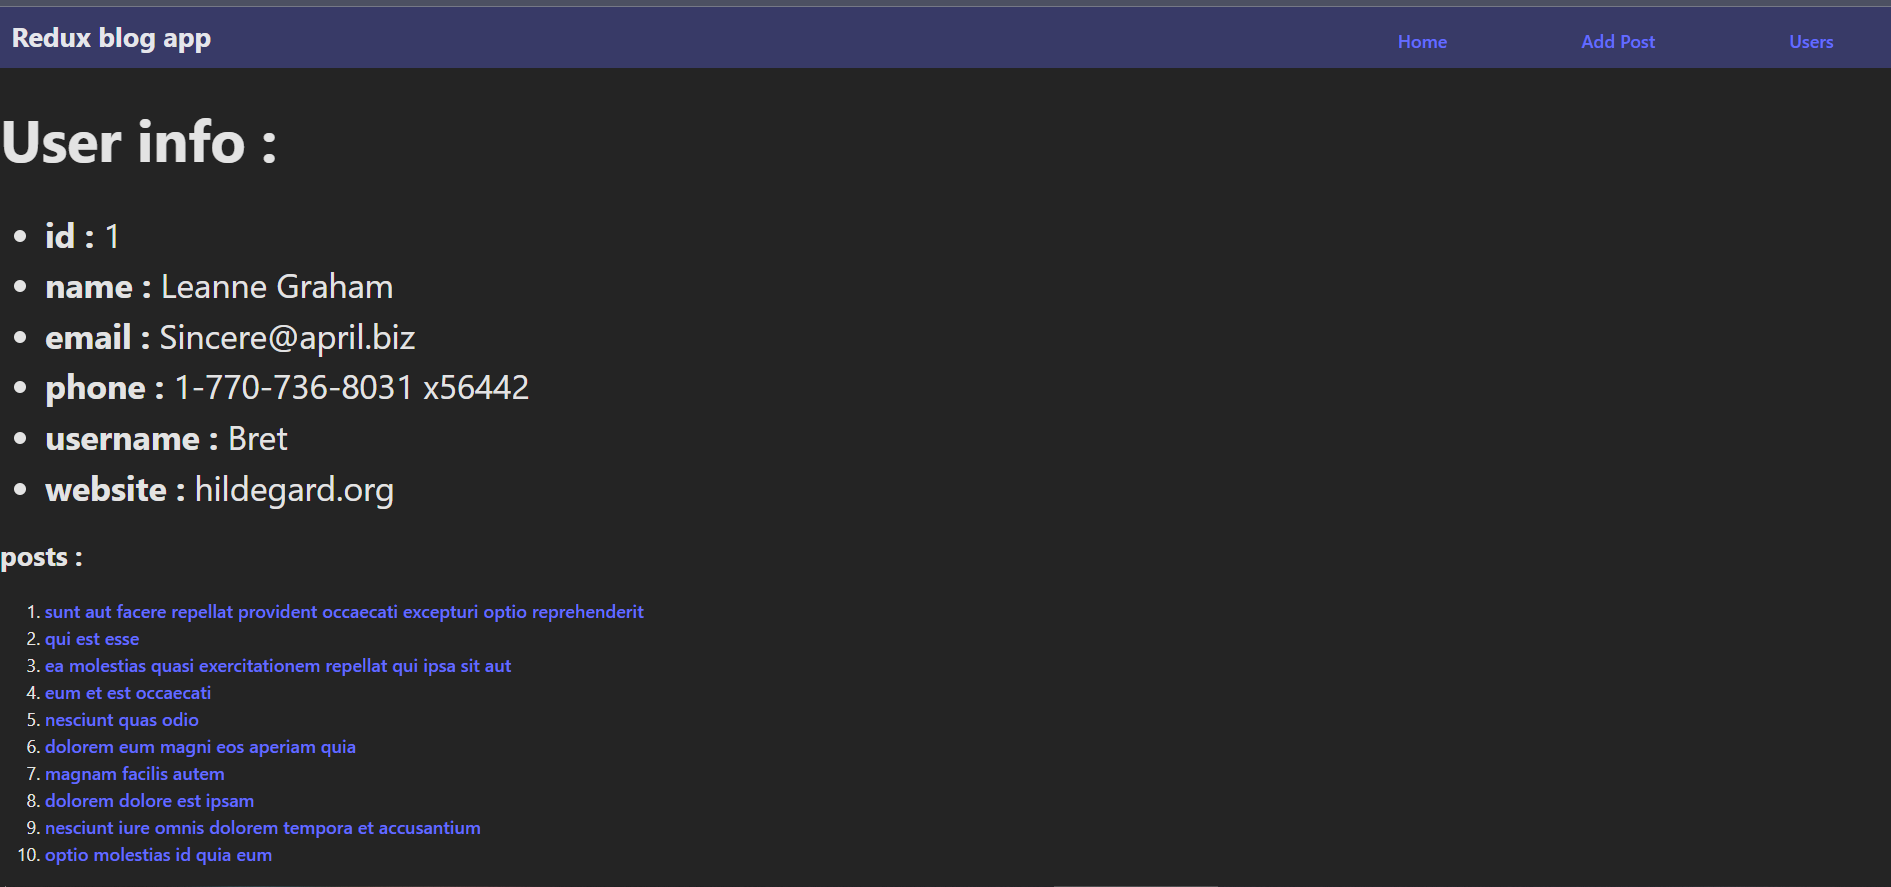 Redux blog app
Home Add Post Users
User info :
• id : 1
• name : Leanne Graham
• email : Sincere@april.biz
• phone : 1-770-736-8031 x56442
• username : Bret
• website : hildegard.org
posts :
1. sunt aut facere repellat provident occaecati excepturi optio reprehenderit
2. qui est esse
3. ea molestias quasi exercitationem repellat qui ipsa sit aut
4. eum et est occaecati
5. nesciunt quas odio
6. dolorem eum magni eos aperiam quia
7. magnam facilis autem
8. dolorem dolore est ipsam
9. nesciunt iure omnis dolorem tempora et accusantium
10. optio molestias id quia eum